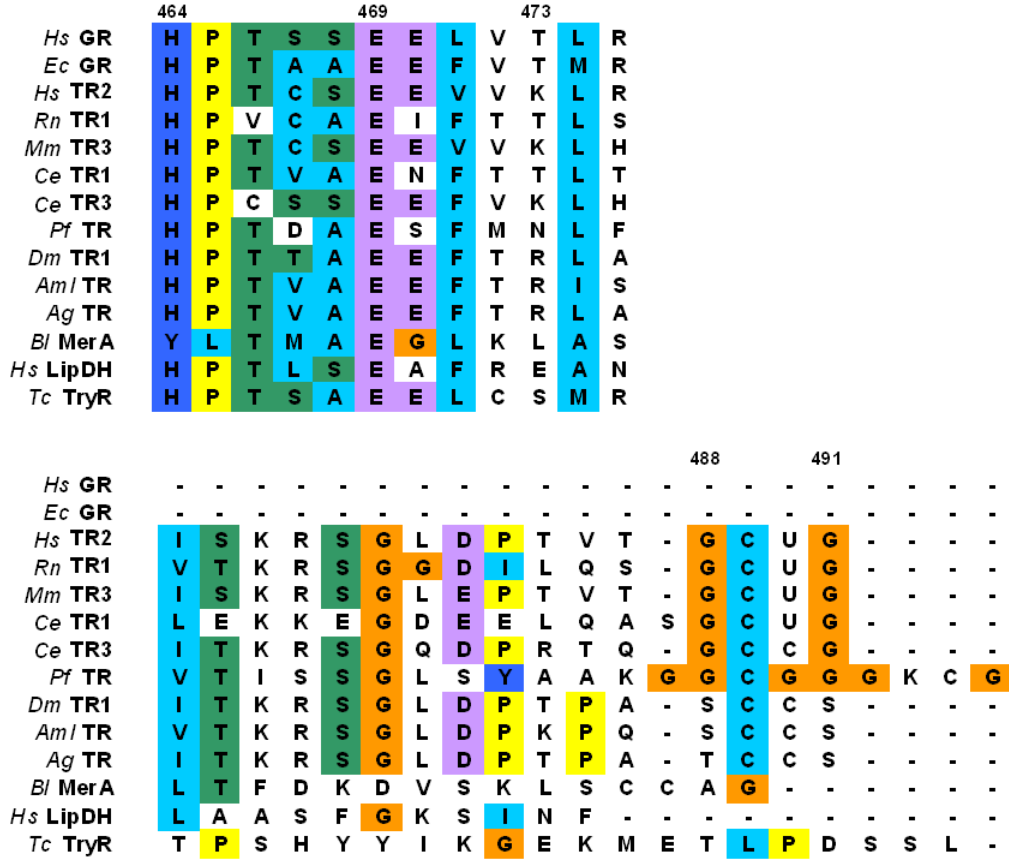 464 469 473
Hs GR H P T S S E E L V T L R
Ec GR H P T A A E E F V T M R
Hs TR2 H P T C S E E V V K L R
Rn TR1 H P V C A E I F T T L S
Mm TR3 H P T C S E E V V K L H
Ce TR1 H P T V A E N F T T L T
Ce TR3 H P C S S E E F V K L H
Pf TR H P T D A E S F M N L F
Dm TR1 H P T T A E E F T R L A
Aml TR H P T V A E E F T R I S
Ag TR H P T V A E E F T R L A
Bl MerA Y L T M A E G L K L A S
Hs LipDH H P T L S E A F R E A N
Tc TryR H P T S A E E L C S M R
488 491
Hs GR - - - - - - - - - - - - - - - - - - - - -
Ec GR - - - - - - - - - - - - - - - - - - - - -
Hs TR2 I S K R S G L D P T V T - G C U G - - - -
Rn TR1 V T K R S G G D I L Q S - G C U G - - - -
Mm TR3 I S K R S G L E P T V T - G C U G - - - -
Ce TR1 L E K K E G D E E L Q A S G C U G - - - -
Ce TR3 I T K R S G Q D P R T Q - G C C G - - - -
Pf TR V T I S S G L S Y A A K G G C G G G K C G
Dm TR1 I T K R S G L D P T P A - S C C S - - - -
Aml TR V T K R S G L D P K P Q - S C C S - - - -
Ag TR I T K R S G L D P T P A - T C C S - - - -
Bl MerA L T F D K D V S K L S C C A G - - - - - -
Hs LipDH L A A S F G K S I N F - - - - - - - - - -
Tc TryR T P S H Y Y I K G E K M E T L P D S S L -